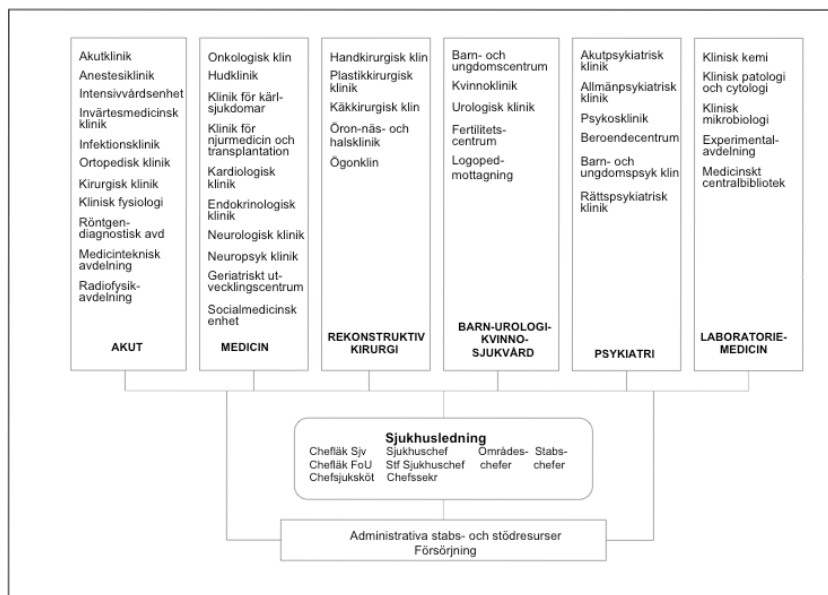 Akutklinik
Anestesiklinik
Intensivvårdsenhet
Invärtesmedicinsk
klinik
Infektionsklinik
Ortopedisk klinik
Kirurgisk klinik
Klinisk fysiologi
Röntgen-
diagnostisk avd
Medicinteknisk
avdelning
Radiofysik-
avdelning
AKUT
Onkologisk klin
Hudklinik
Klinik för kärl-
sjukdomar
Klinik för
njurmedicin och
transplantation
Kardiologisk
klinik
Endokrinologisk
klinik
Neurologisk klinik
Neuropsyk klinik
Geriatriskt ut-
vecklingscentrum
Socialmedicinsk
enhet
MEDICIN
Handkirurgisk klin
Plastikkirurgisk
klinik
Käkkirurgisk klin
Öron-näs- och
halsklinik
Ögonklin
REKONSTRUKTIV
KIRURGI
Barn- och
ungdomscentrum
Kvinnoklinik
Urologisk klinik
Fertilitets-
centrum
Logoped-
mottagning
BARN-UROLOGI-
KVINNO-
SJUKVÅRD
Akutpsykiatrisk
klinik
Allmänpsykiatrisk
klinik
Psykosklinik
Beroendecentrum
Barn- och
ungdomspsyk klin
Rättspsykiatrisk
klinik
PSYKIATRI
Klinisk kemi
Klinisk patologi
och cytologi
Klinisk
mikrobiologi
Experimental-
avdelning
Medicinskt
centralbibliotek
LABORATORIE-
MEDICIN
Sjukhusledning
Chefläk Sjv Sjukhuschef Områdes- Stabs-
Chefläk FoU Stf Sjukhuschef chefer chefer
Chefsjuksköt Chefssekr
Administrativa stabs- och stödresurser
Försörjning